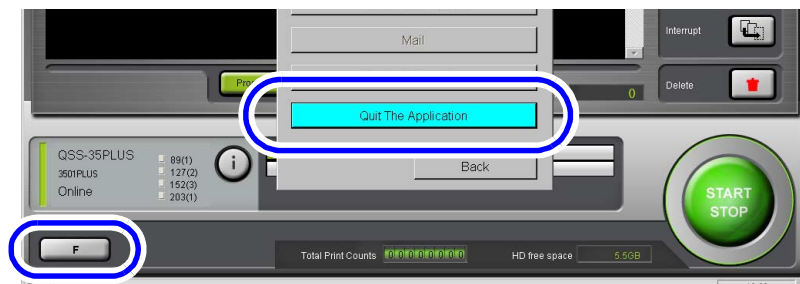 Mail
Interrupt
Delete
0
Quit The Application
Back
QSS-35PLUS
3501PLUS
Online
89(1)
127(2)
152(3)
203(1)
i
START
STOP
F
Total Print Counts 00000000
HD free space 5.5GB